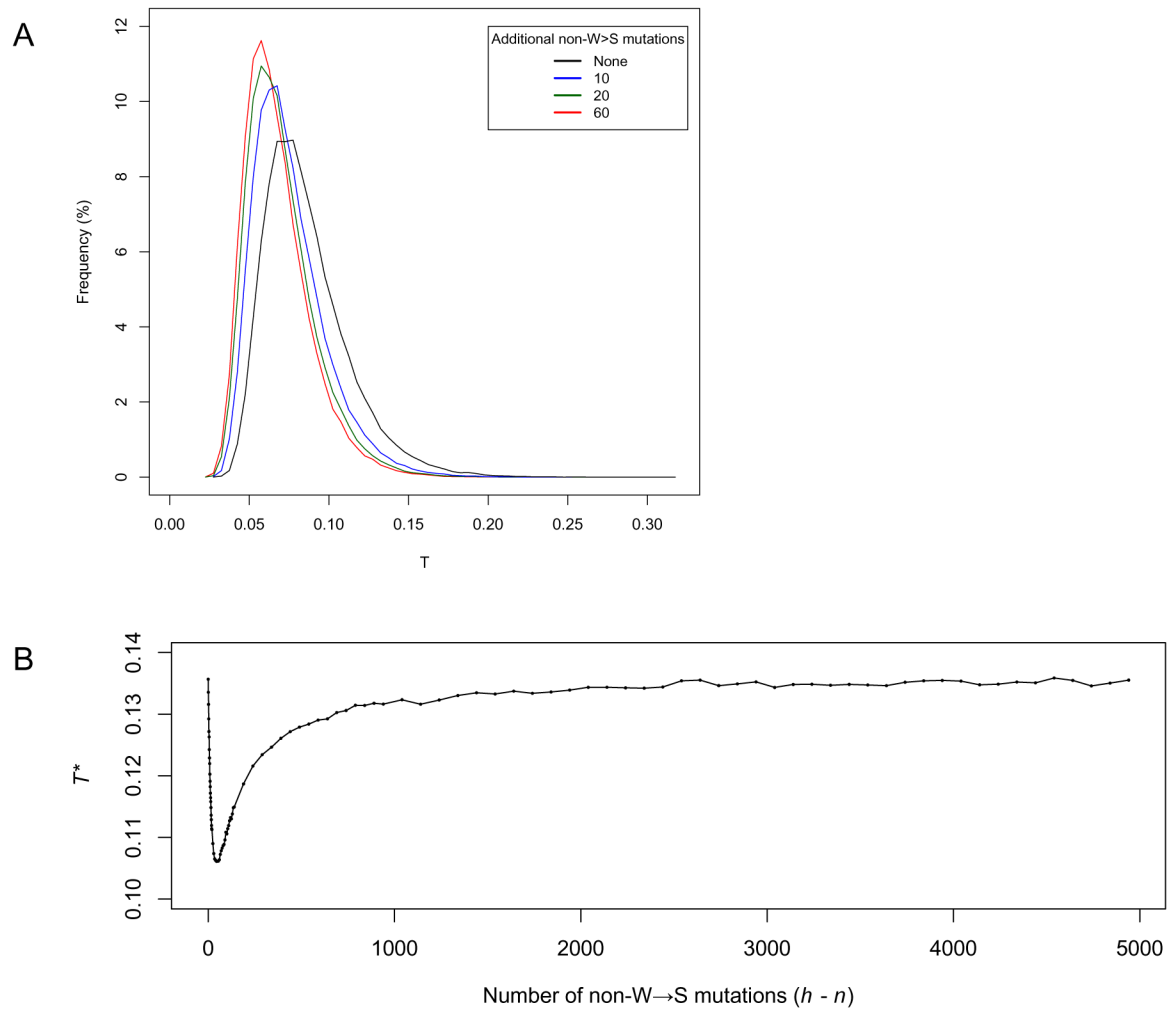 A
Additional non-W>S mutations
None
10
20
60
Frequency (%)
12
10
8
6
4
2
0
0.00 0.05 0.10 0.15 0.20 0.25 0.30
T
B
T*
0.14
0.13
0.12
0.11
0.10
0 1000 2000 3000 4000 5000
Number of non-W→S mutations (h - n)